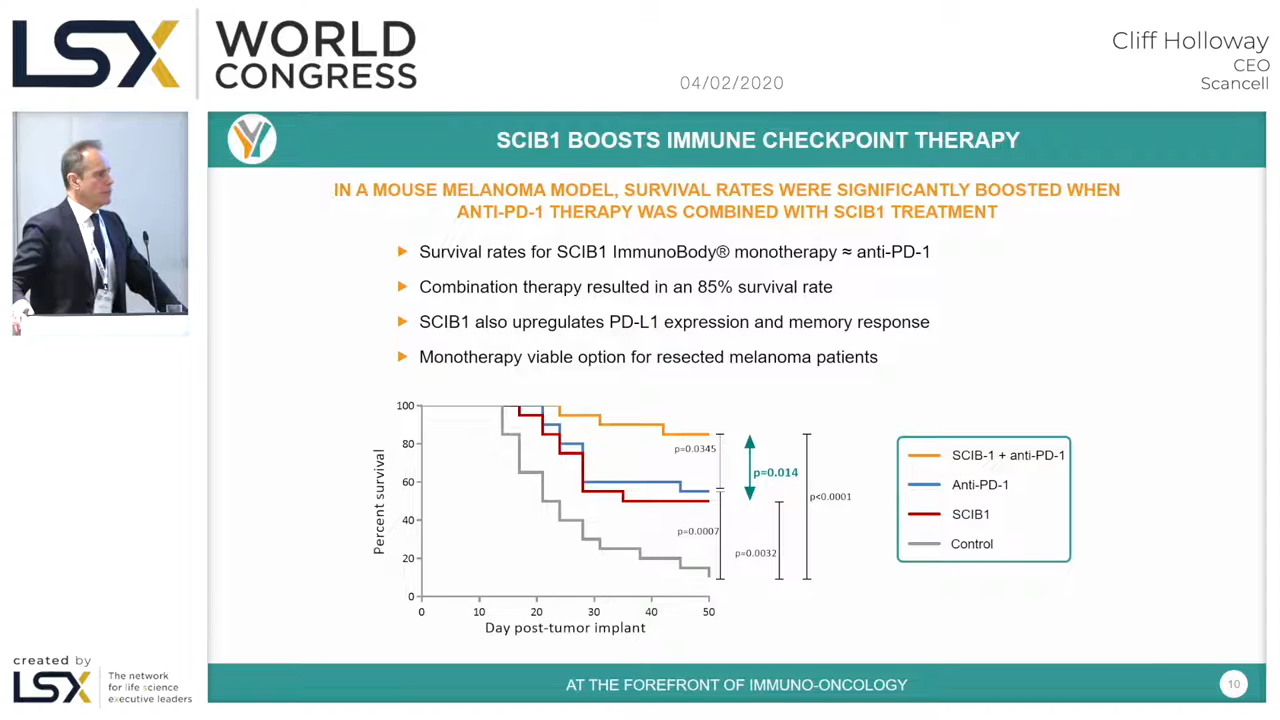 LSX
WORLD
CONGRESS
04/02/2020
Cliff Holloway
CEO
Scancell
SCIB1 BOOSTS IMMUNE CHECKPOINT THERAPY
IN A MOUSE MELANOMA MODEL, SURVIVAL RATES WERE SIGNIFICANTLY BOOSTED WHEN
ANTI-PD-1 THERAPY WAS COMBINED WITH SCIB1 TREATMENT
Survival rates for SCIB1 ImmunoBody® monotherapy ≈ anti-PD-1
Combination therapy resulted in an 85% survival rate
SCIB1 also upregulates PD-L1 expression and memory response
Monotherapy viable option for resected melanoma patients
Percent survival
100
80
60
40
20
0
0 10 20 30 40 50
Day post-tumor implant
p=0.0345
p=0.014
p<0.0001
p=0.0007
p=0.0032
SCIB-1 + anti-PD-1
Anti-PD-1
SCIB1
Control
created by
LSX
The network
for life science
executive leaders
AT THE FOREFRONT OF IMMUNO-ONCOLOGY
10